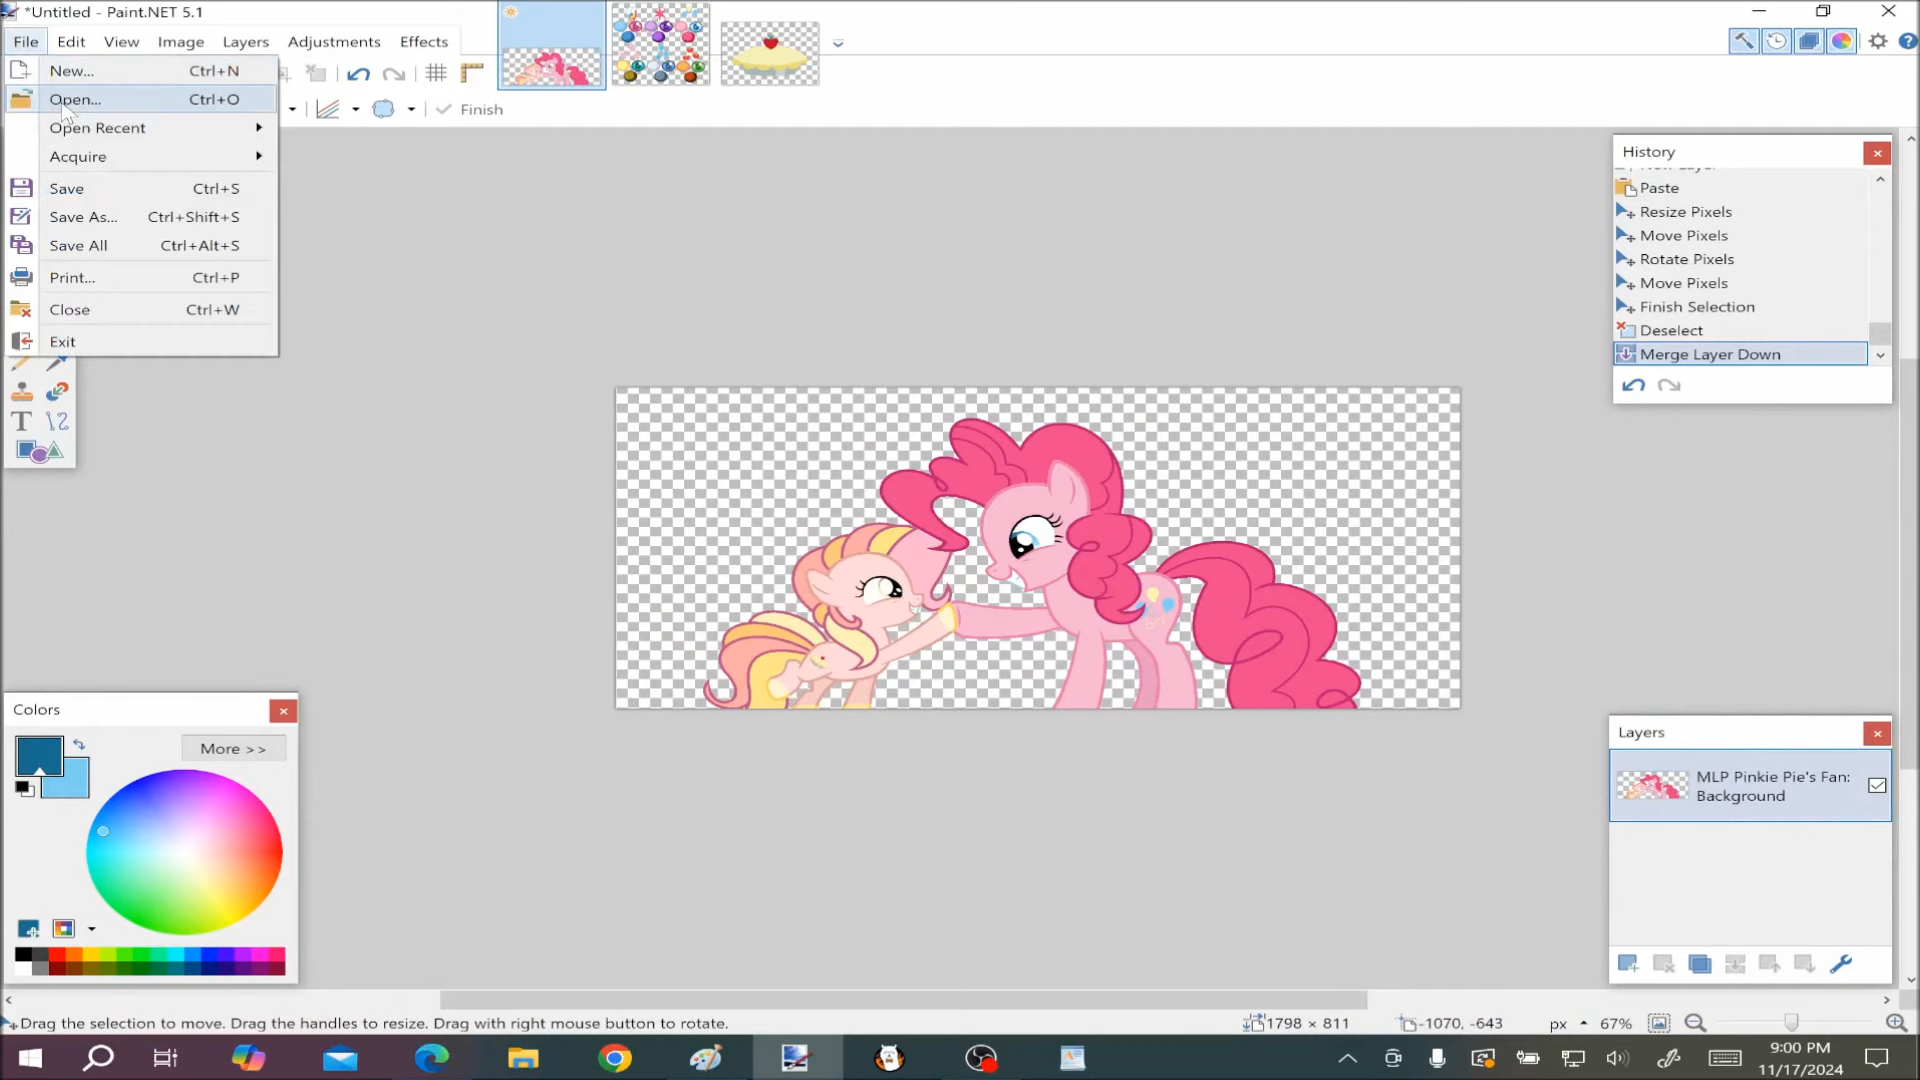 *Untitled - Paint.NET 5.1
File Edit View Image Layers Adjustments Effects
New... Ctrl+N
Open... Ctrl+O
Open Recent
Acquire
Save Ctrl+S
Save As... Ctrl+Shift+S
Save All Ctrl+Alt+S
Print... Ctrl+P
Close Ctrl+W
Exit
Finish
History
Paste
Resize Pixels
Move Pixels
Rotate Pixels
Move Pixels
Finish Selection
Deselect
Merge Layer Down
Colors
More >>
Layers
MLP Pinkie Pie's Fan:
Background
Drag the selection to move. Drag the handles to resize. Drag with right mouse button to rotate.
1798 × 811
-1070, -643
px
67%
9:00 PM
11/17/2024